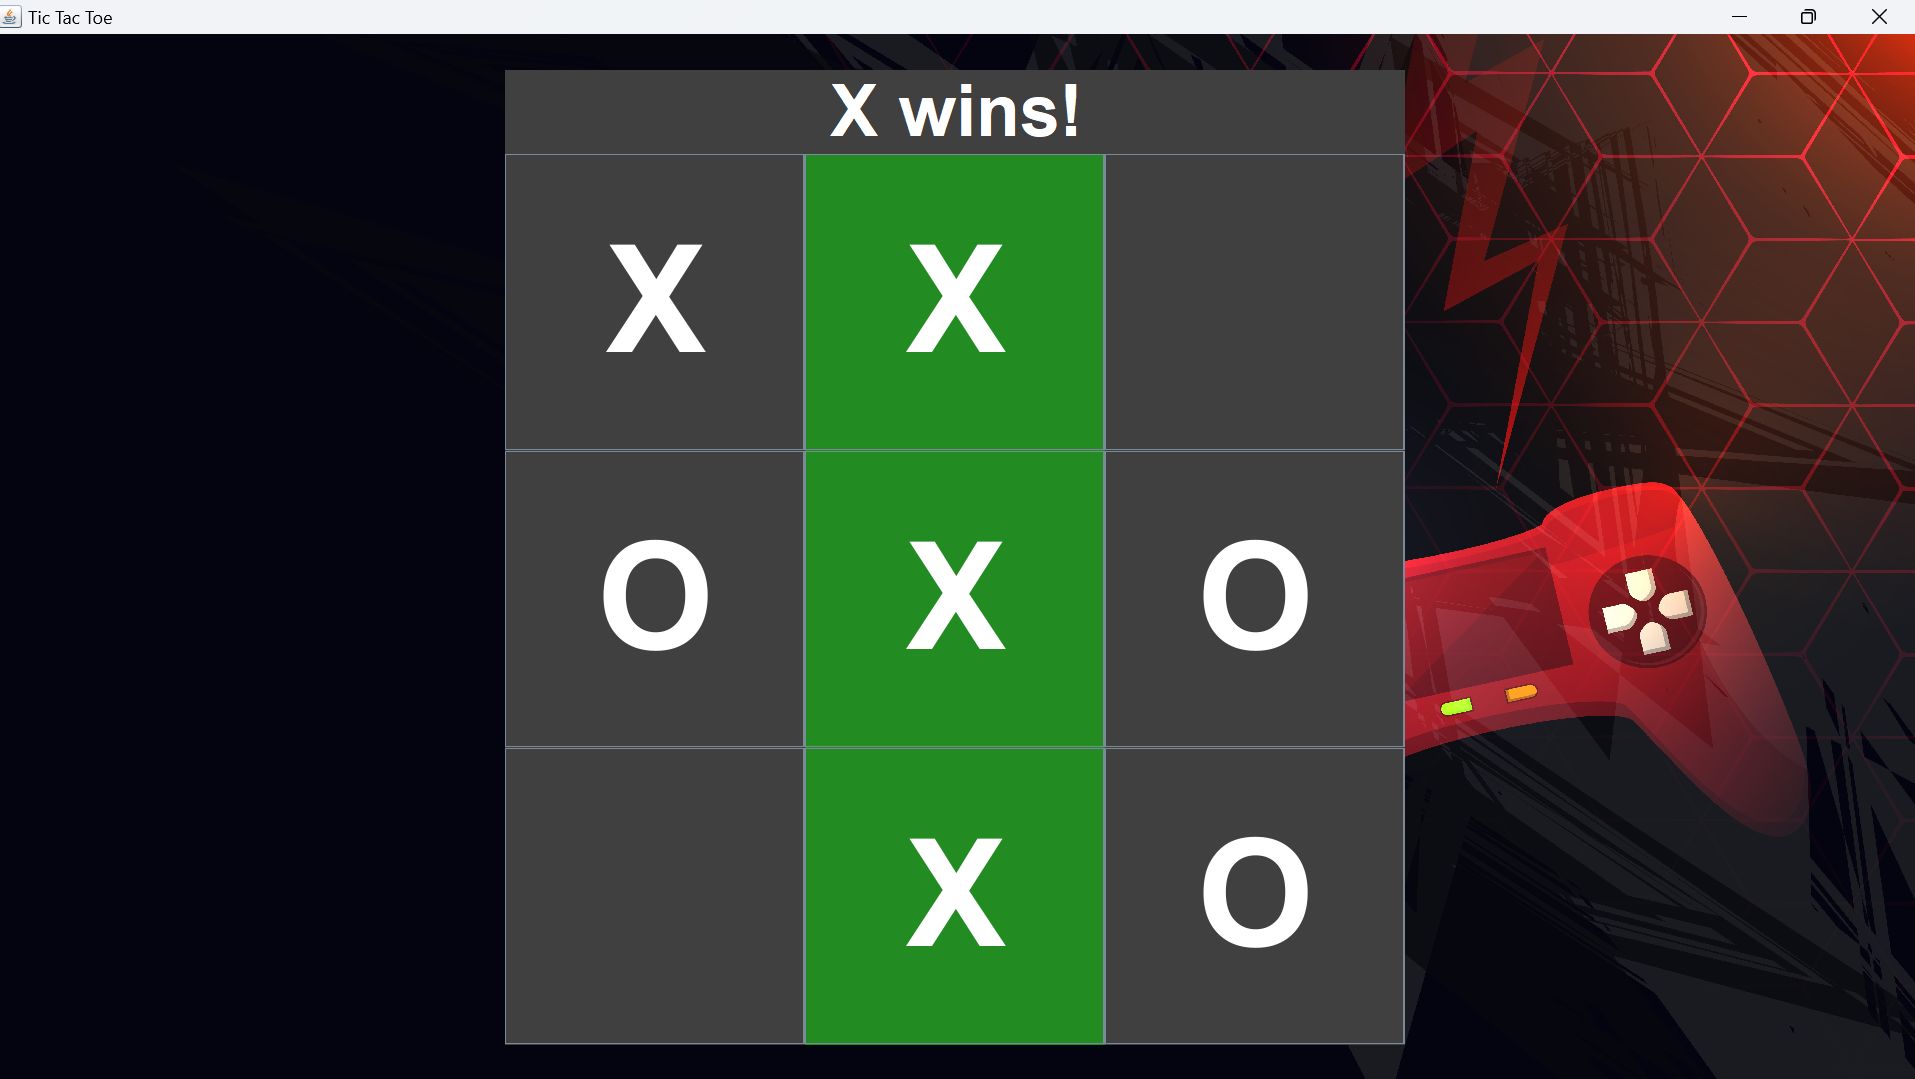 Tic Tac Toe
X wins!
X X
O X O
X O